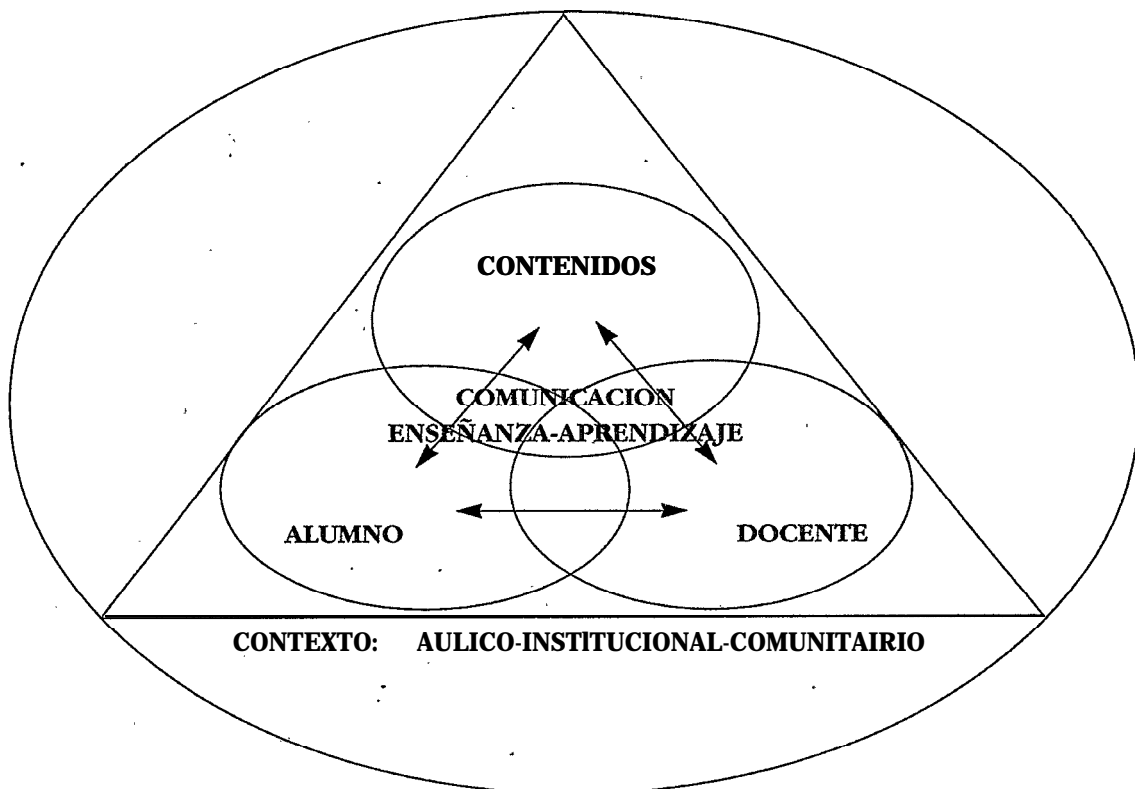 CONTENIDOS
COMUNICACION
ENSEÑANZA-APRENDIZAJE
ALUMNO
DOCENTE
CONTEXTO: AULICO-INSTITUCIONAL-COMUNITAIRIO